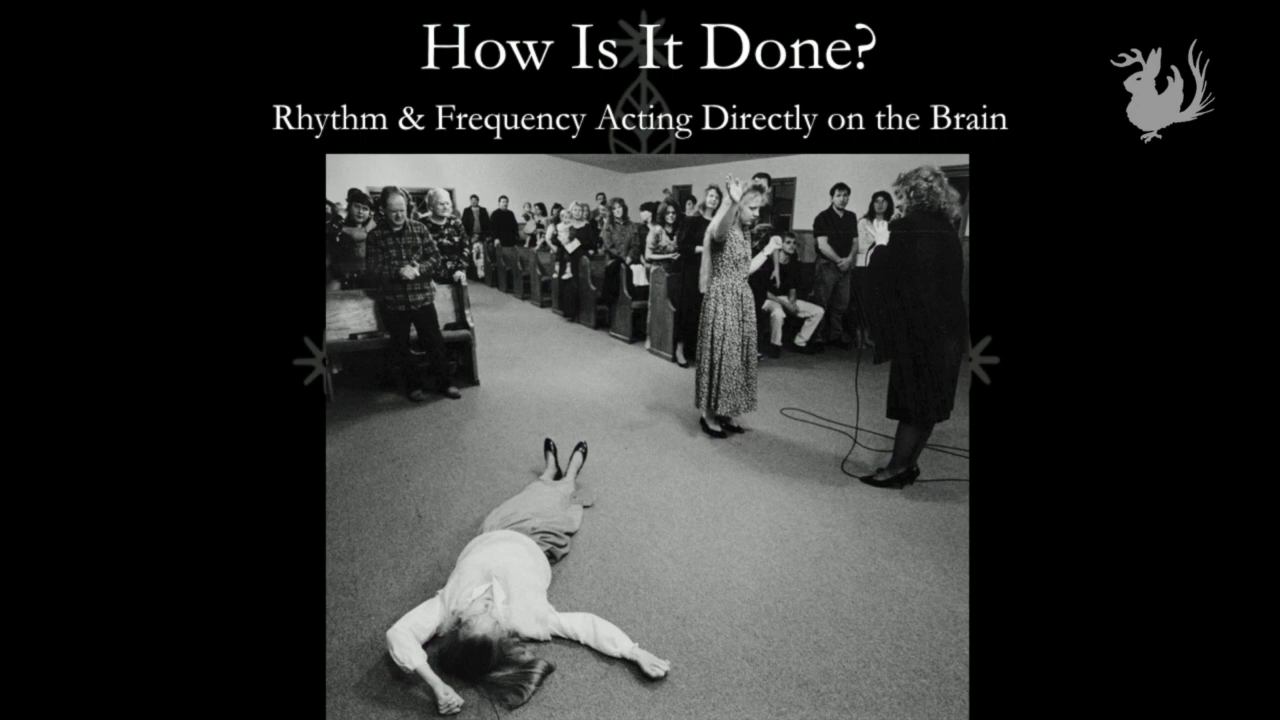 How Is It Done?
Rhythm & Frequency Acting Directly on the Brain